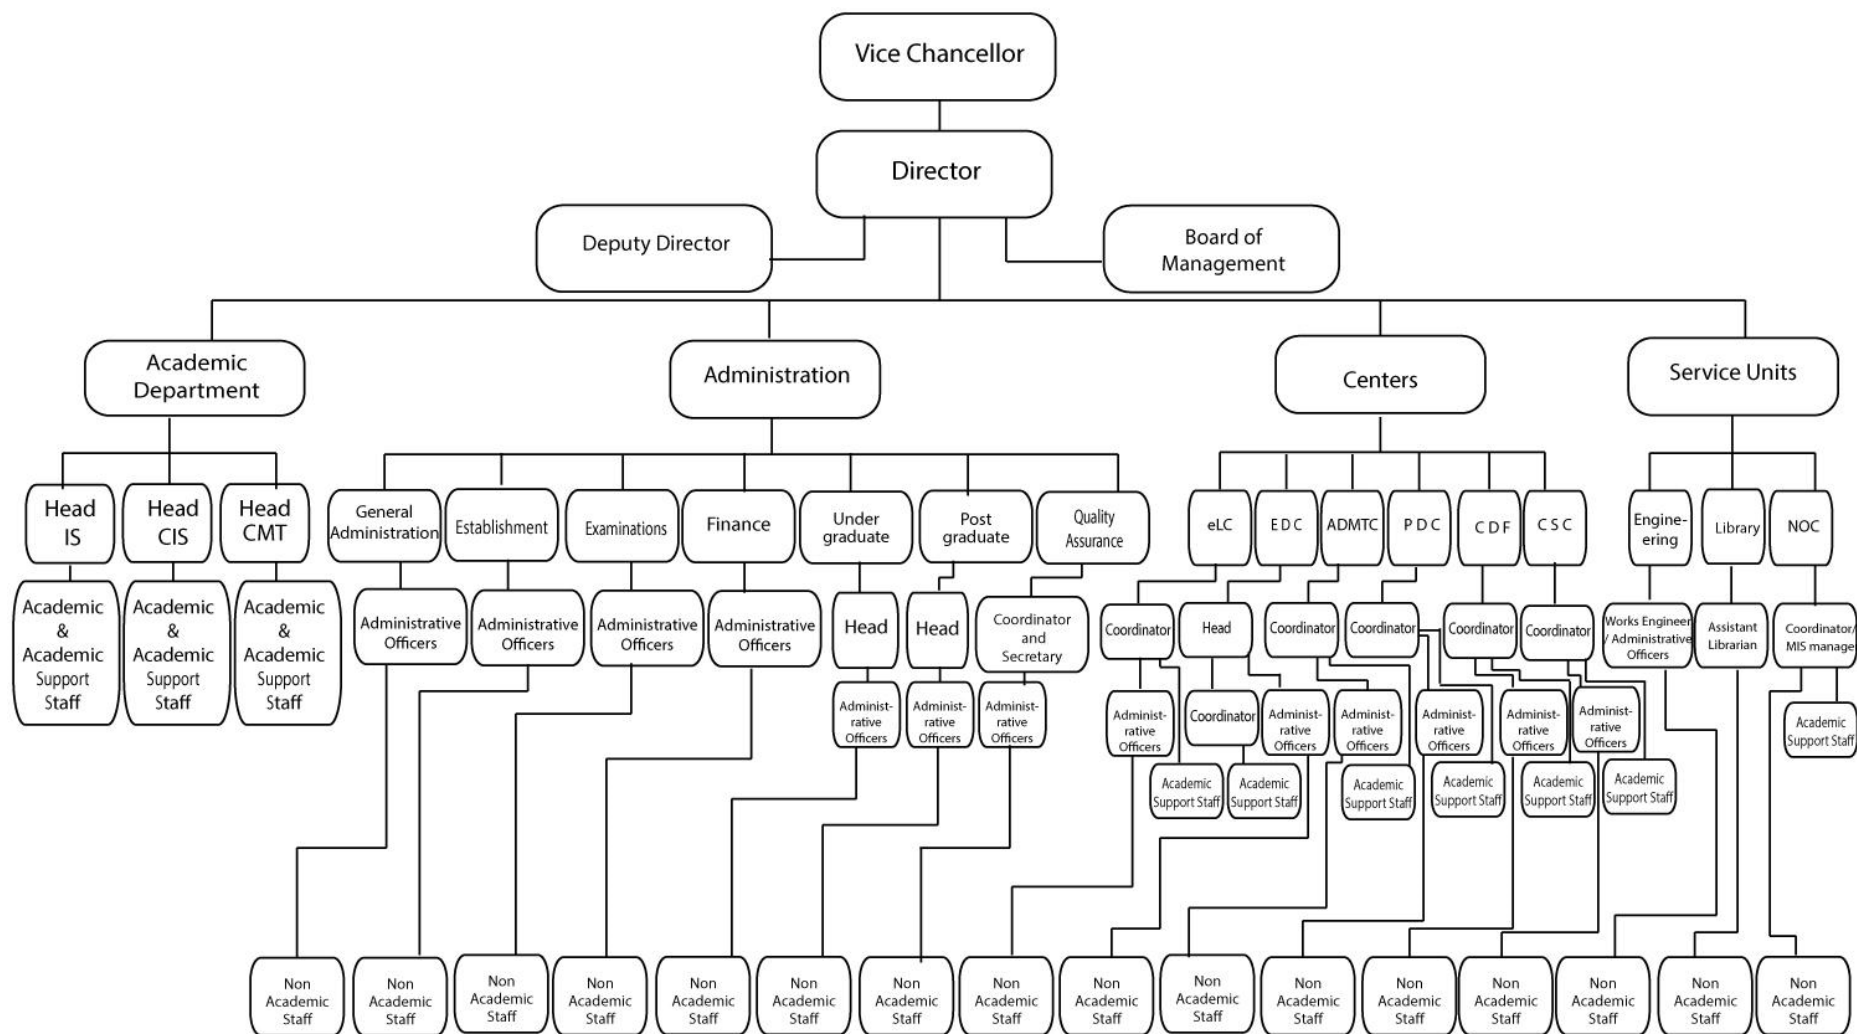 Vice Chancellor
Director
Deputy Director
Board of
Management
Academic
Department
Administration
Centers
Service Units
Head
IS
Head
CIS
Head
CMT
General
Administration
Establishment
Examinations
Finance
Under
graduate
Post
graduate
Quality
Assurance
eLC
E D C
ADMTC
P D C
C D F
C S C
Engine-
ering
Library
NOC
Academic
&
Academic
Support
Staff
Academic
&
Academic
Support
Staff
Academic
&
Academic
Support
Staff
Administrative
Officers
Administrative
Officers
Administrative
Officers
Administrative
Officers
Head
Head
Coordinator
and
Secretary
Coordinator
Head
Coordinator
Coordinator
Coordinator
Coordinator
Works Engineer
/ Administrative
Officers
Assistant
Librarian
Coordinator/
MIS manage
Administ-
rative
Officers
Administ-
rative
Officers
Administ-
rative
Officers
Administ-
rative
Officers
Coordinator
Administ-
rative
Officers
Administ-
rative
Officers
Administ-
rative
Officers
Administ-
rative
Officers
Administ-
rative
Officers
Academic
Support Staff
Academic
Support Staff
Academic
Support Staff
Academic
Support Staff
Academic
Support Staff
Academic
Support Staff
Academic
Support Staff
Non
Academic
Staff
Non
Academic
Staff
Non
Academic
Staff
Non
Academic
Staff
Non
Academic
Staff
Non
Academic
Staff
Non
Academic
Staff
Non
Academic
Staff
Non
Academic
Staff
Non
Academic
Staff
Non
Academic
Staff
Non
Academic
Staff
Non
Academic
Staff
Non
Academic
Staff
Non
Academic
Staff
Non
Academic
Staff